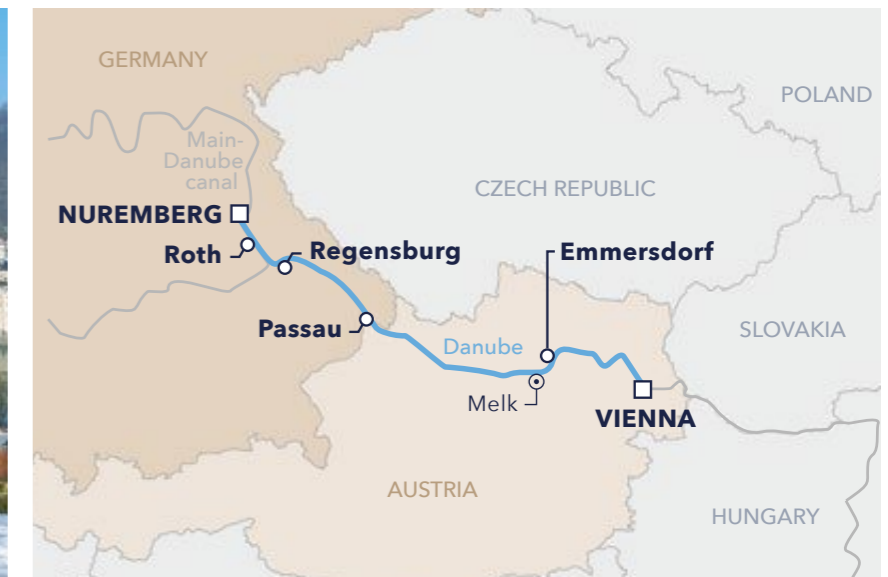 GERMANY
POLAND
Main-
Danube
canal
CZECH REPUBLIC
NUREMBERG
Roth
Regensburg
Emmersdorf
Passau
Danube
SLOVAKIA
Melk
VIENNA
AUSTRIA
HUNGARY